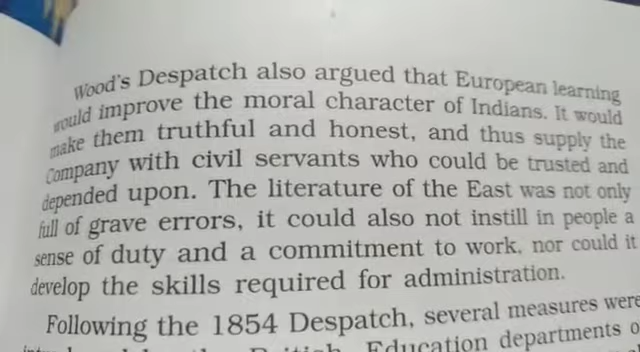 Wood's Despatch also argued that European learning
would improve the moral character of Indians. It would
make them truthful and honest, and thus supply the
Company with civil servants who could be trusted and
depended upon. The literature of the East was not only
full of grave errors, it could also not instill in people a
sense of duty and a commitment to work, nor could it
develop the skills required for administration.
Following the 1854 Despatch, several measures were
Education departments